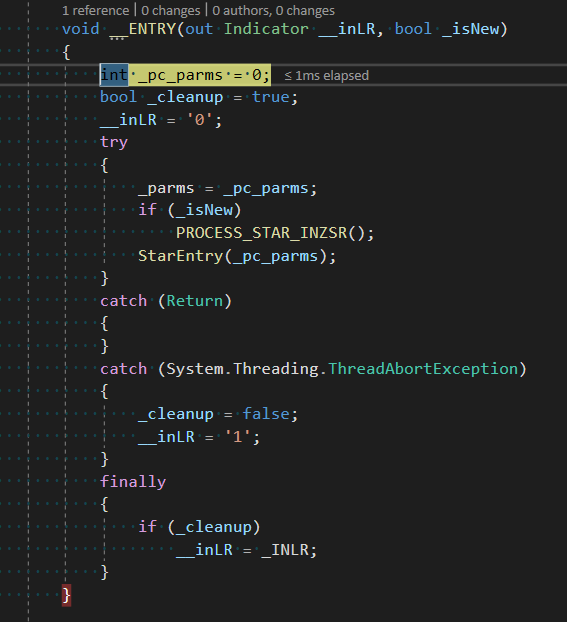 1 reference | 0 changes | 0 authors, 0 changes
void __ENTRY(out Indicator __inLR, bool _isNew)
{
int _pc_parms = 0; ≤ 1ms elapsed
bool _cleanup = true;
__inLR = '0';
try
{
_parms = _pc_parms;
if (_isNew)
PROCESS_STAR_INZSR();
StarEntry(_pc_parms);
}
catch (Return)
{
}
catch (System.Threading.ThreadAbortException)
{
_cleanup = false;
__inLR = '1';
}
finally
{
if (_cleanup)
__inLR = _INLR;
}
}